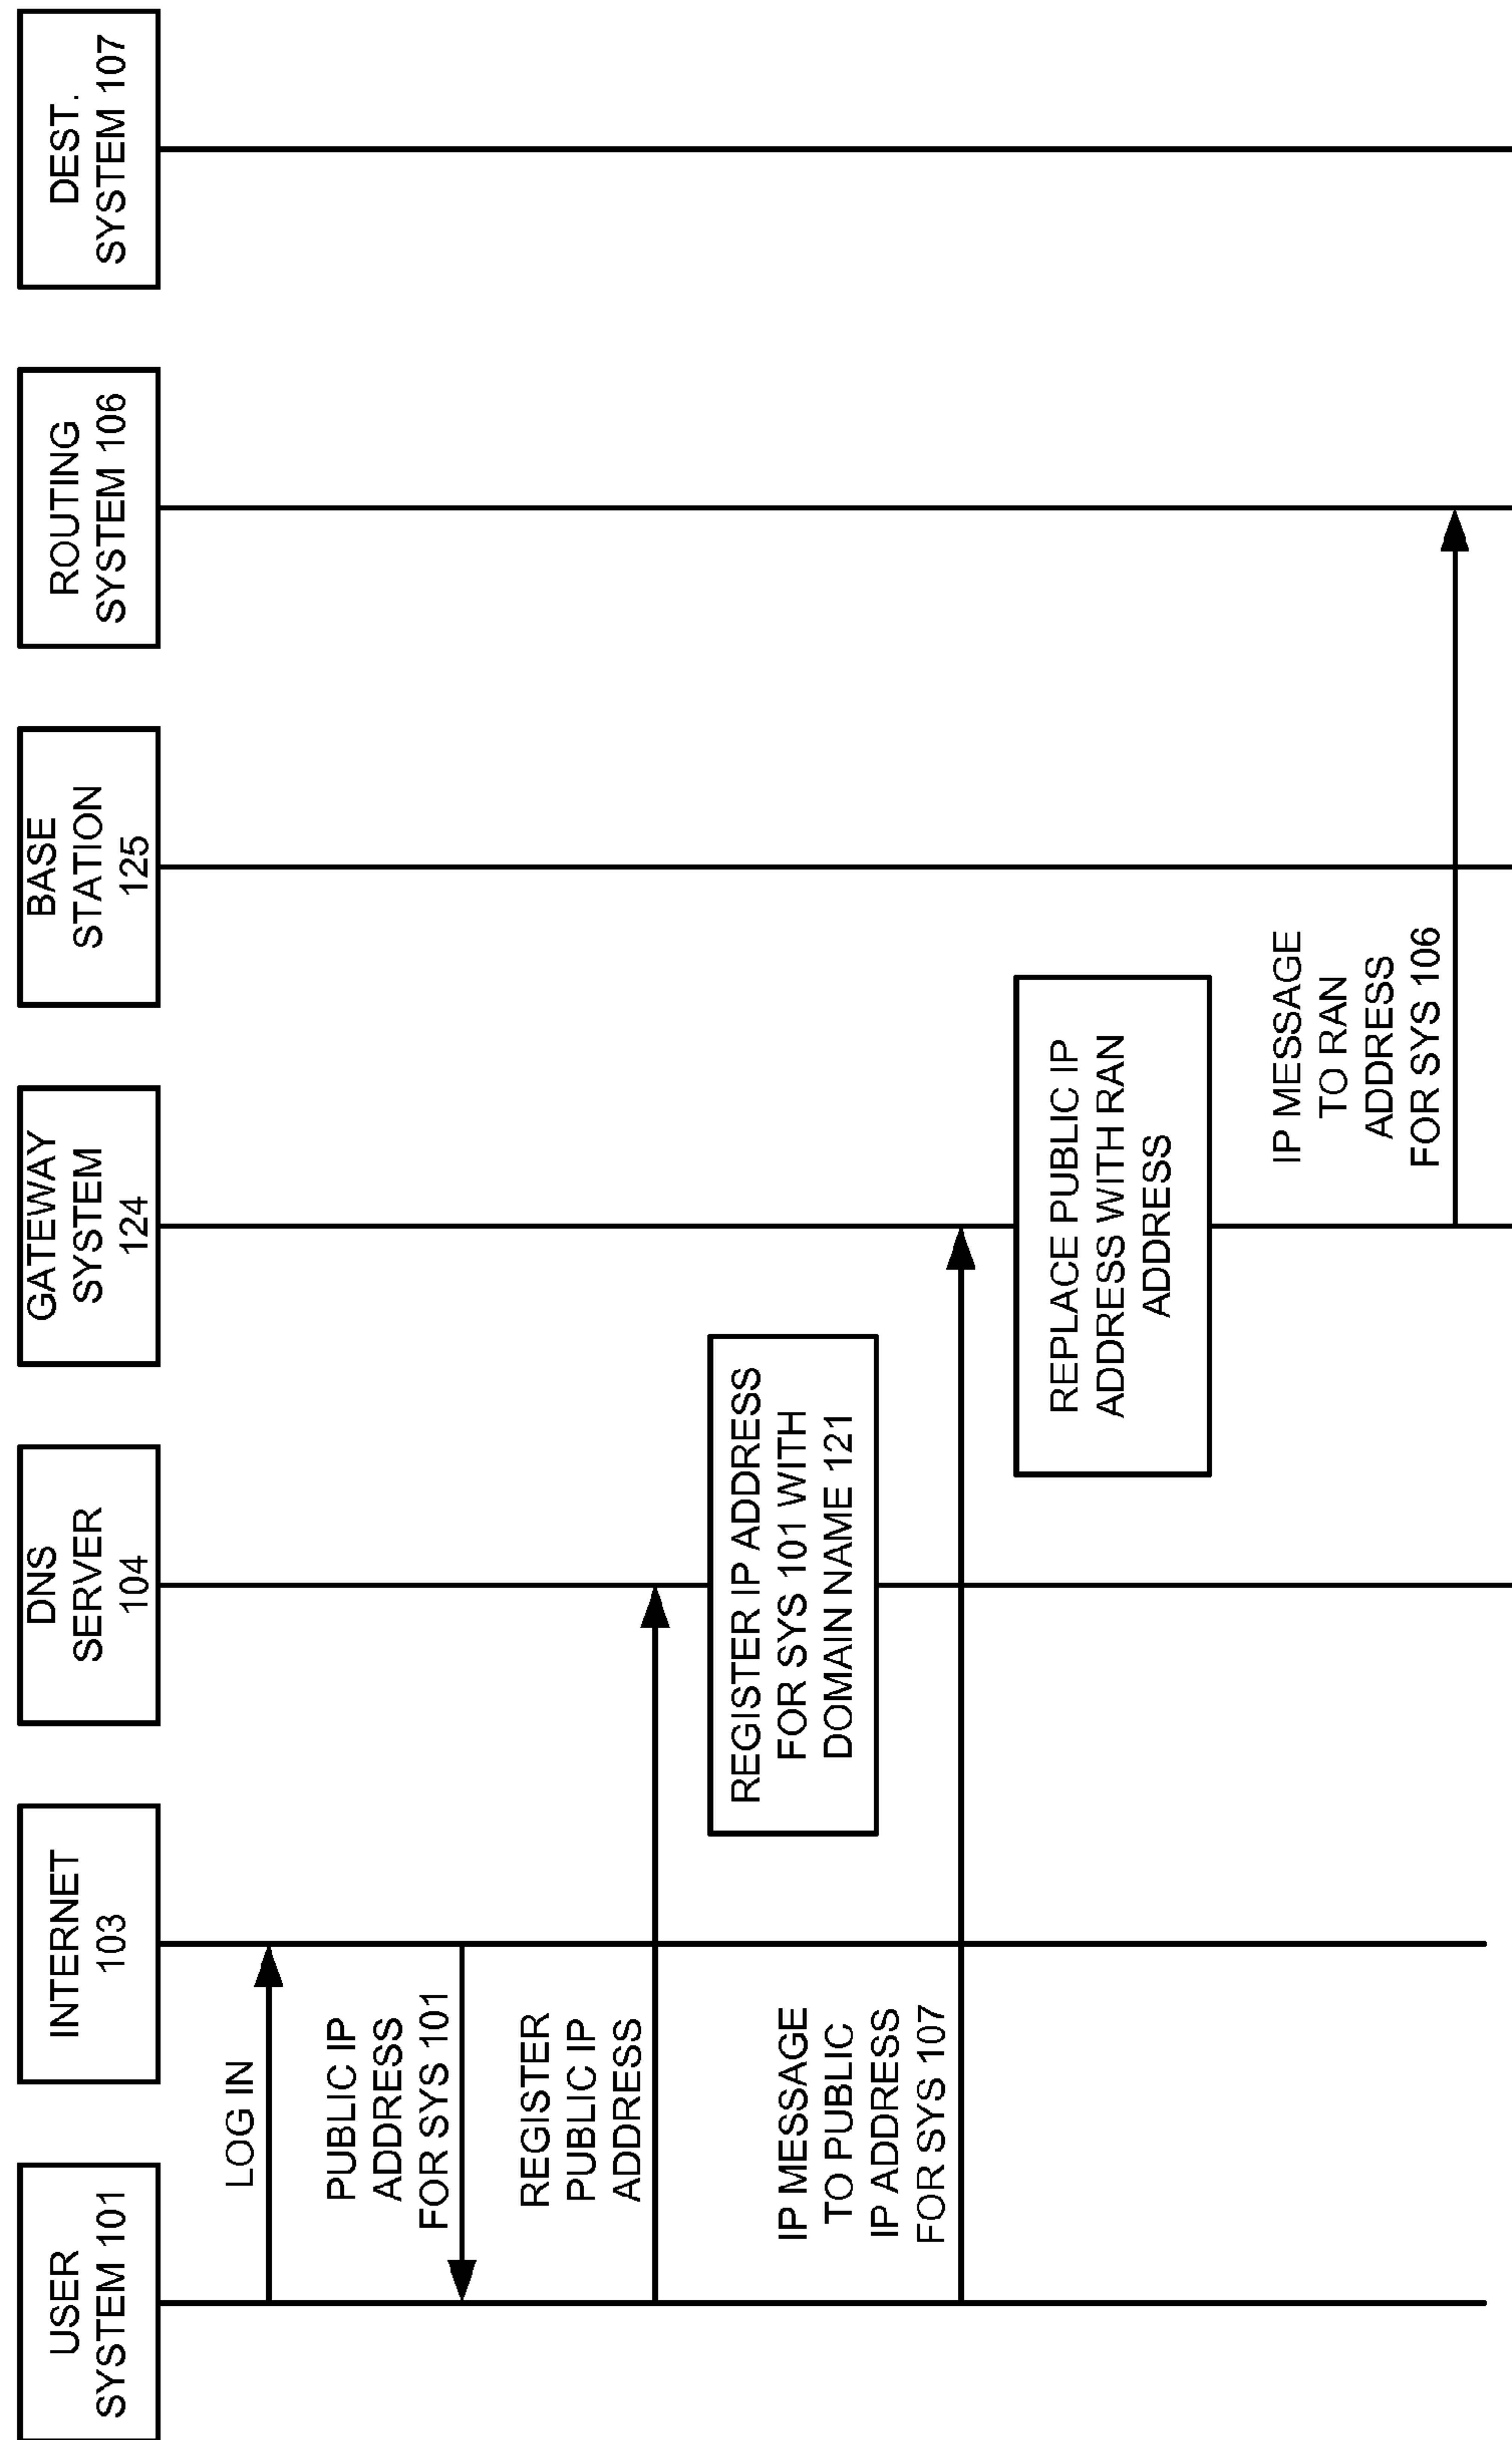 USER
SYSTEM 101
INTERNET
103
DNS
SERVER
104
GATEWAY
SYSTEM
124
BASE
STATION
125
ROUTING
SYSTEM 106
DEST.
SYSTEM 107
LOG IN
PUBLIC IP
ADDRESS
FOR SYS 101
REGISTER
PUBLIC IP
ADDRESS
REGISTER IP ADDRESS
FOR SYS 101 WITH
DOMAIN NAME 121
IP MESSAGE
TO PUBLIC
IP ADDRESS
FOR SYS 107
REPLACE PUBLIC IP
ADDRESS WITH RAN
ADDRESS
IP MESSAGE
TO RAN
ADDRESS
FOR SYS 106